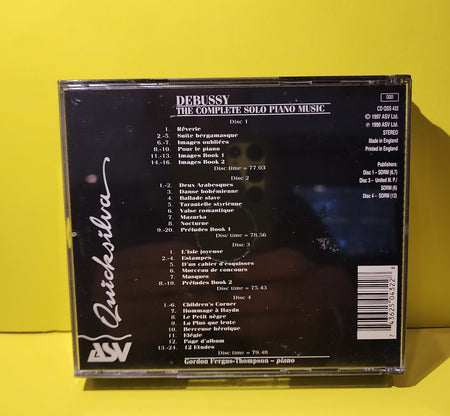 DEBUSSY
THE COMPLETE SOLO PIANO MUSIC
Disc 1
1. Rêverie
2.-5. Suite bergamasque
6.-7. Images oubliées
8.-10. Pour le piano
11.-13. Images Book 1
14.-16. Images Book 2
Disc time = 77.03
Disc 2
1.-2. Deux Arabesques
3. Danse bohémienne
4. Ballade slave
5. Tarantelle styrienne
6. Valse romantique
7. Mazurka
8. Nocturne
9.-20. Préludes Book 1
Disc time = 78.56
Disc 3
1. L'Isle joyeuse
2.-4. Estampes
5. D'un cahier d'esquisses
6. Morceau de concours
7. Masques
8.-19. Préludes Book 2
Disc time = 75.43
Disc 4
1.-6. Children's Corner
7. Hommage à Haydn
8. Le Petit nègre
9. La Plus que lente
10. Berceuse héroïque
11. Elégie
12. Page d'album
13.-24. 12 Etudes
Disc time = 79.48
Gordon Fergus-Thompson – piano
DDD
CD QSS 432
℗ 1997 ASV Ltd.
STEREO
Made in England
Printed in England
Publishers:
Disc 1 – SDRM (6,7)
Disc 3 – United M. P./
SDRM (6)
Disc 4 – SDRM (12)
Quicksilva
ASV